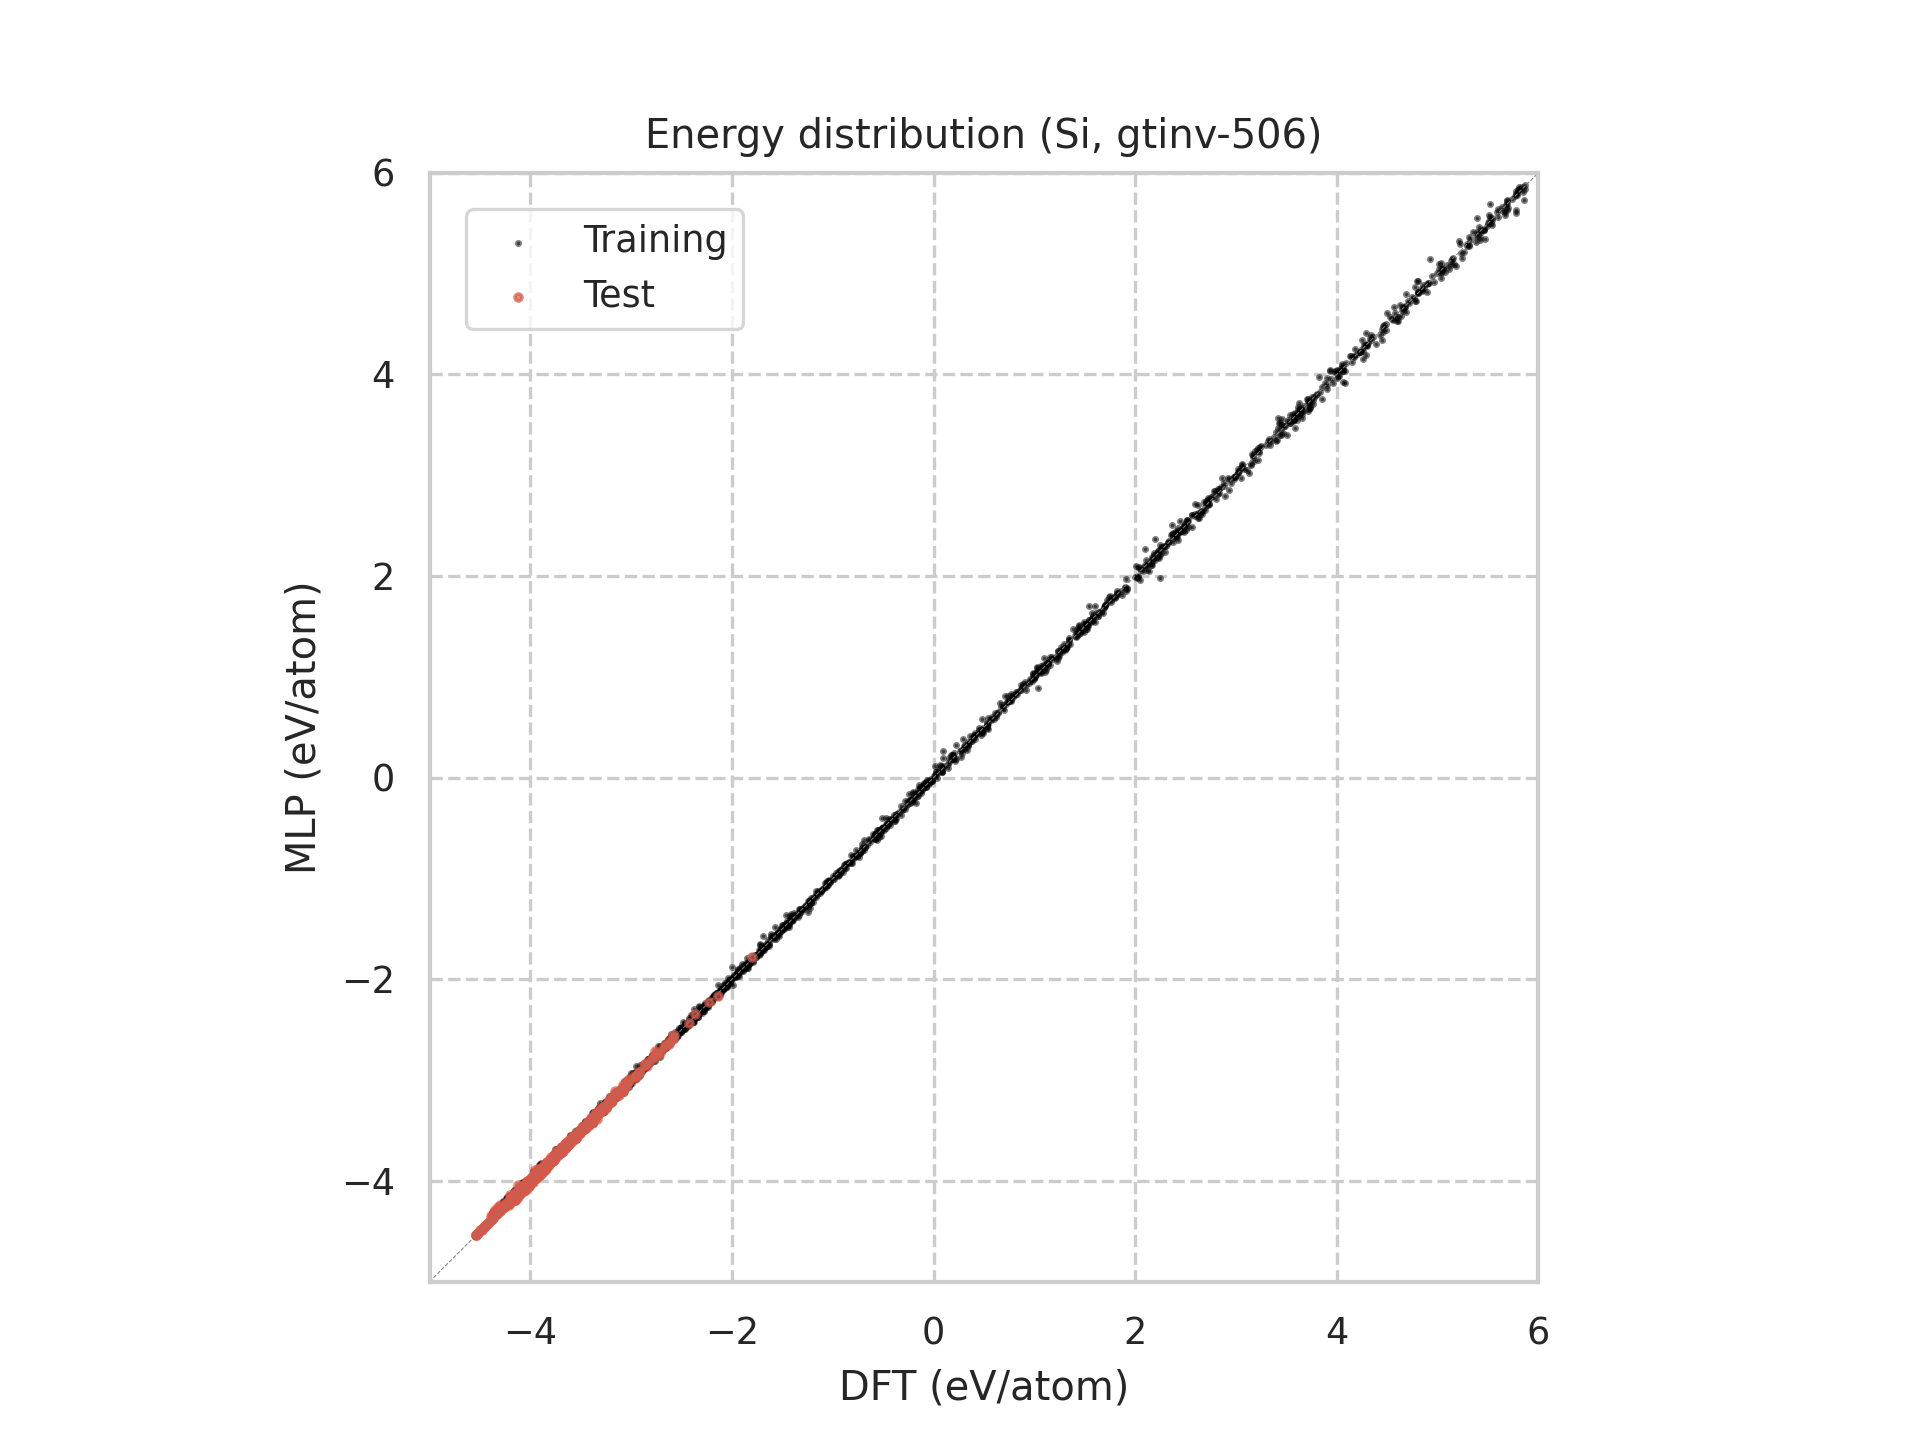 Energy distribution (Si, gtinv-506)
6
4
2
0
−2
−4
Training
Test
MLP (eV/atom)
−4
−2
0
2
4
6
DFT (eV/atom)